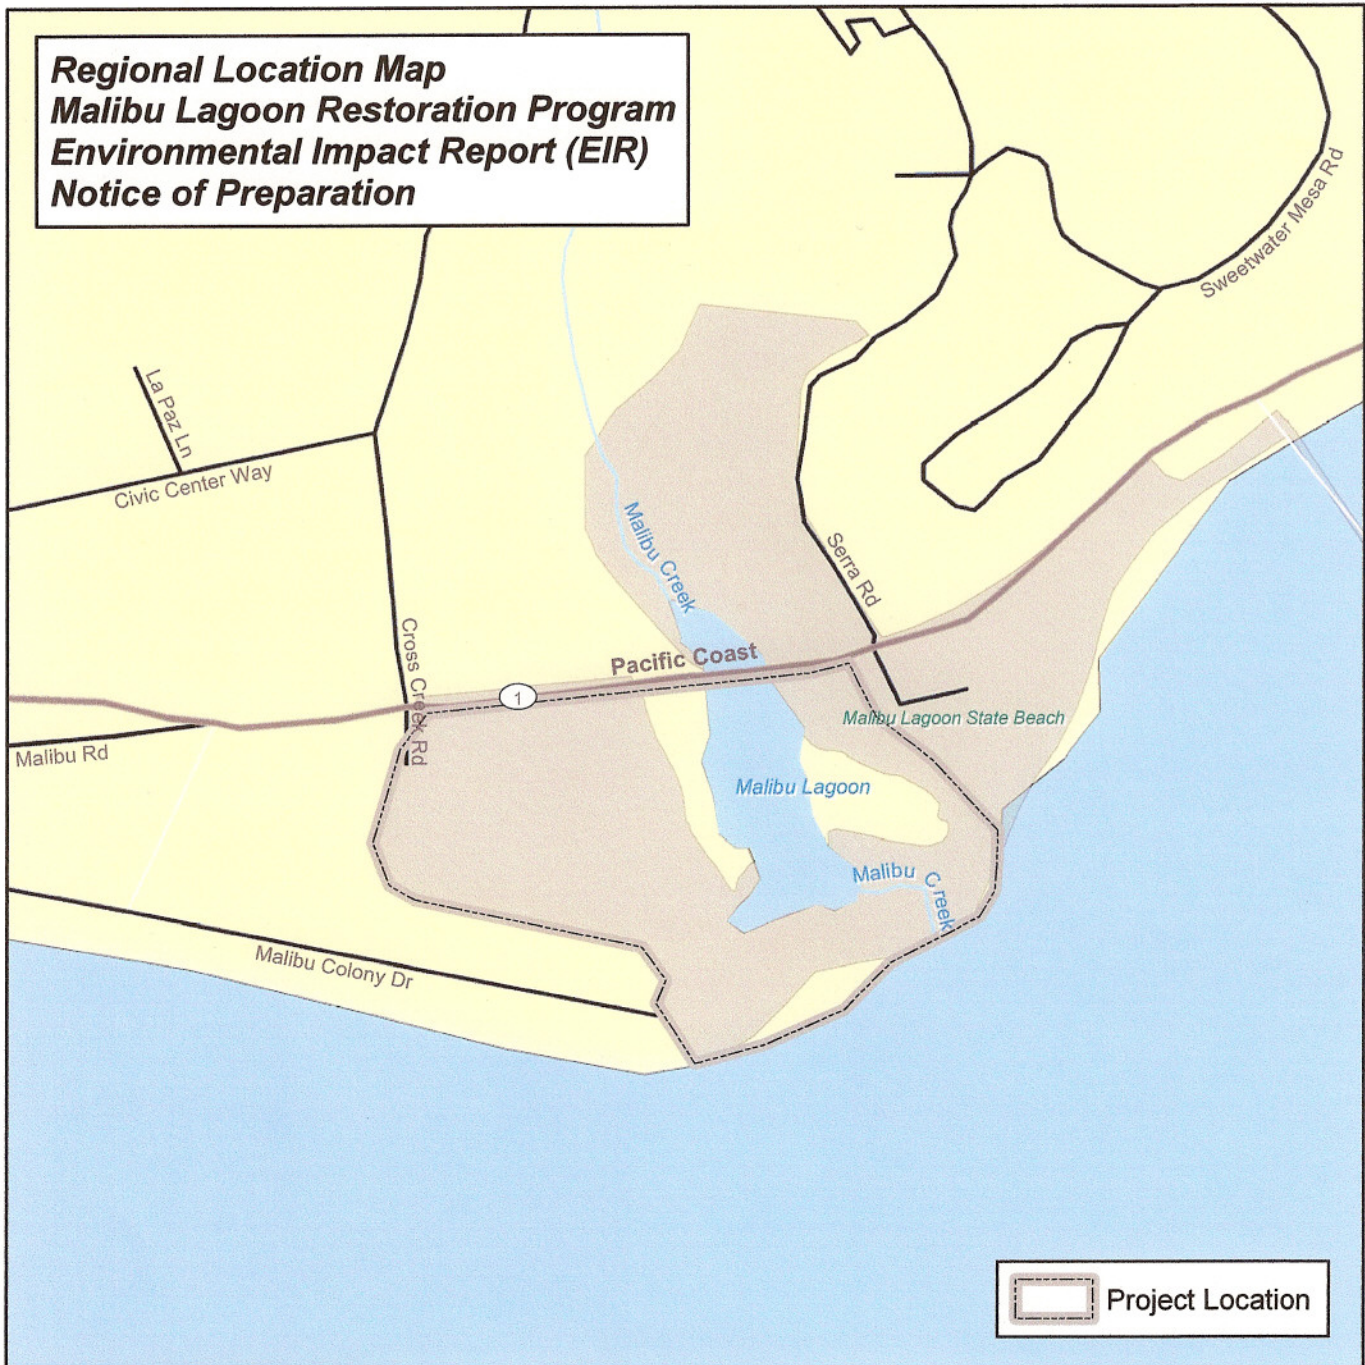 Regional Location Map
Malibu Lagoon Restoration Program
Environmental Impact Report (EIR)
Notice of Preparation
Sweetwater Mesa Rd
La Paz Ln
Civic Center Way
Malibu Creek
Serra Rd
Cross Creek Rd
Pacific Coast
1
Malibu Lagoon State Beach
Malibu Rd
Malibu Lagoon
Malibu Creek
Malibu Colony Dr
Project Location